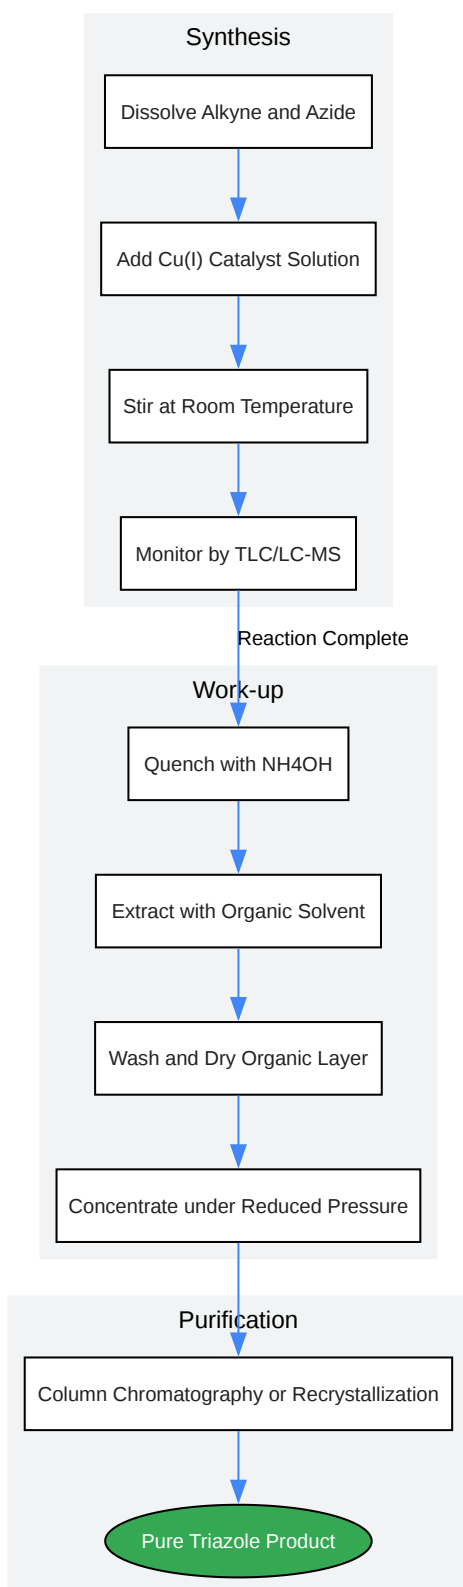 Synthesis
Dissolve Alkyne and Azide
Add Cu(I) Catalyst Solution
Stir at Room Temperature
Monitor by TLC/LC-MS
Reaction Complete
Work-up
Quench with NH4OH
Extract with Organic Solvent
Wash and Dry Organic Layer
Concentrate under Reduced Pressure
Purification
Column Chromatography or Recrystallization
Pure Triazole Product